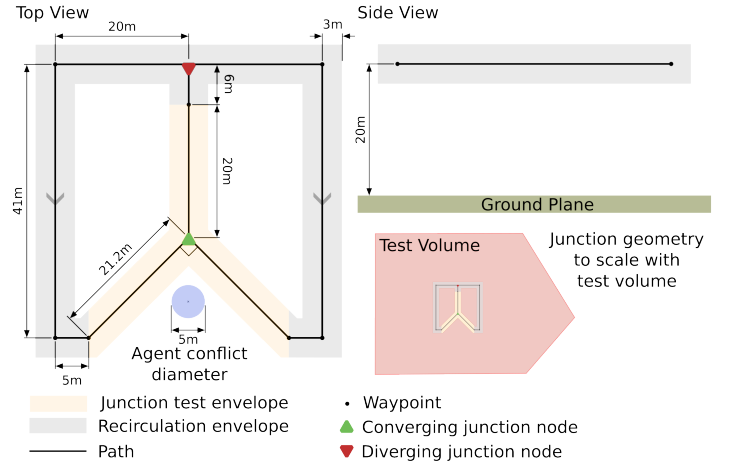 Top View
Side View
20m
3m
6m
20m
41m
21.2m
5m
5m
Agent conflict
diameter
20m
Ground Plane
Test Volume
Junction geometry
to scale with
test volume
Junction test envelope
Recirculation envelope
Path
Waypoint
Converging junction node
Diverging junction node